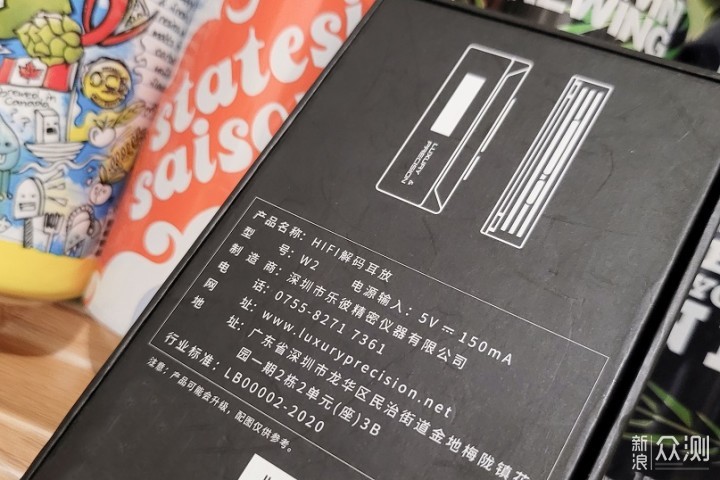 Brewed in Canada
statesi
saiso
WING
LUXURY &
PRECISION
产品名称：HIFI解码耳放
型 号：W2 电源输入：5V⎓150mA
制 造 商：深圳市乐彼精密仪器有限公司
电 话：0755-8271 7361
网 址：www.luxuryprecision.net
地 址：广东省深圳市龙华区民治街道金地梅陇镇花
园一期2栋2单元(座)3B
行业标准：LB00002-2020
注意：产品可能会升级，配图仅供参考。
新浪
众测